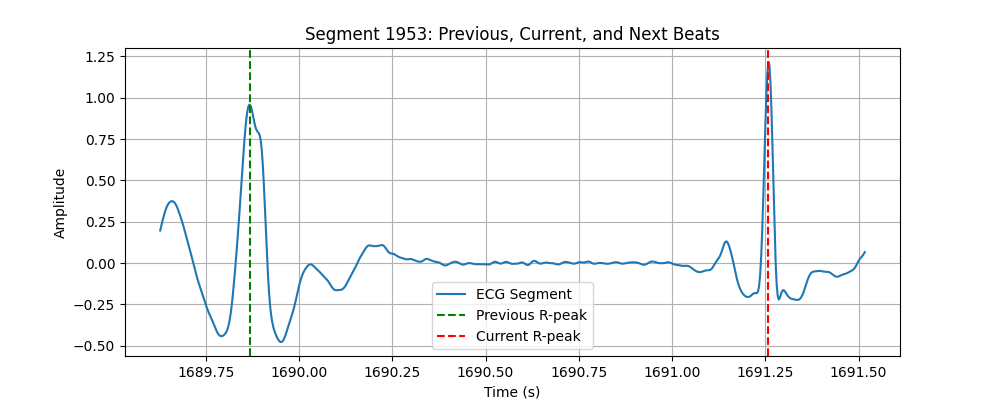 Segment 1953: Previous, Current, and Next Beats
1.25
1.00
0.75
0.50
0.25
0.00
−0.25
−0.50
Amplitude
ECG Segment
Previous R-peak
Current R-peak
1689.75 1690.00 1690.25 1690.50 1690.75 1691.00 1691.25 1691.50
Time (s)